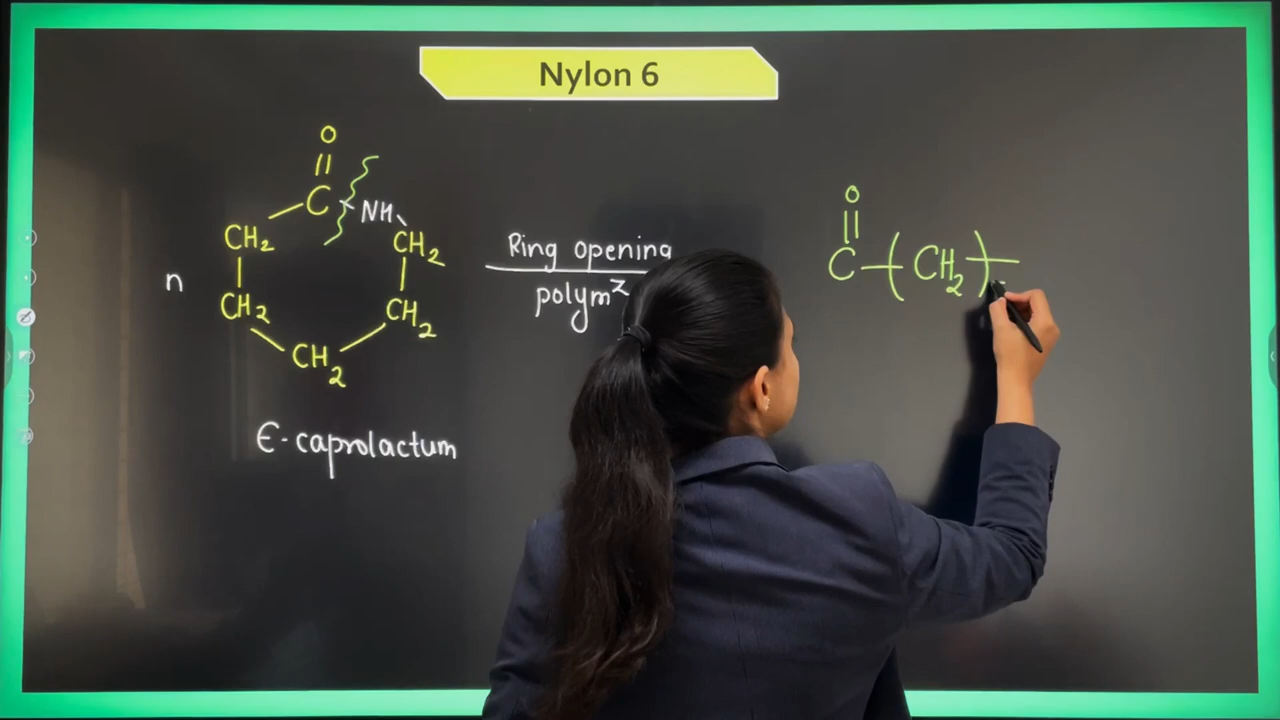 Nylon 6
O
||
C - NH
CH2 CH2
n
CH2 CH2
CH2
Ring opening
polymz
Є-caprolactum
O
||
C-(CH2)-